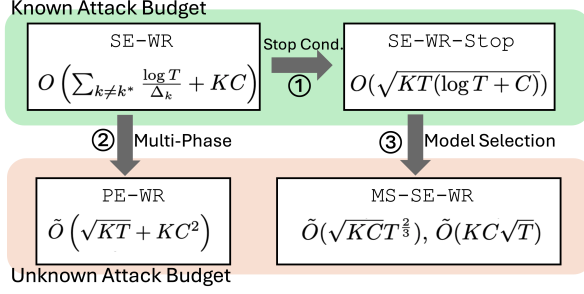 Known Attack Budget
SE-WR
O(∑_{k≠k*} log T / Δ_k + KC)
Stop Cond.
①
SE-WR-Stop
O(√(KT(log T + C)))
② Multi-Phase
③ Model Selection
PE-WR
Õ(√(KT) + KC²)
MS-SE-WR
Õ(√(KC)T^{2/3}), Õ(KC√T)
Unknown Attack Budget